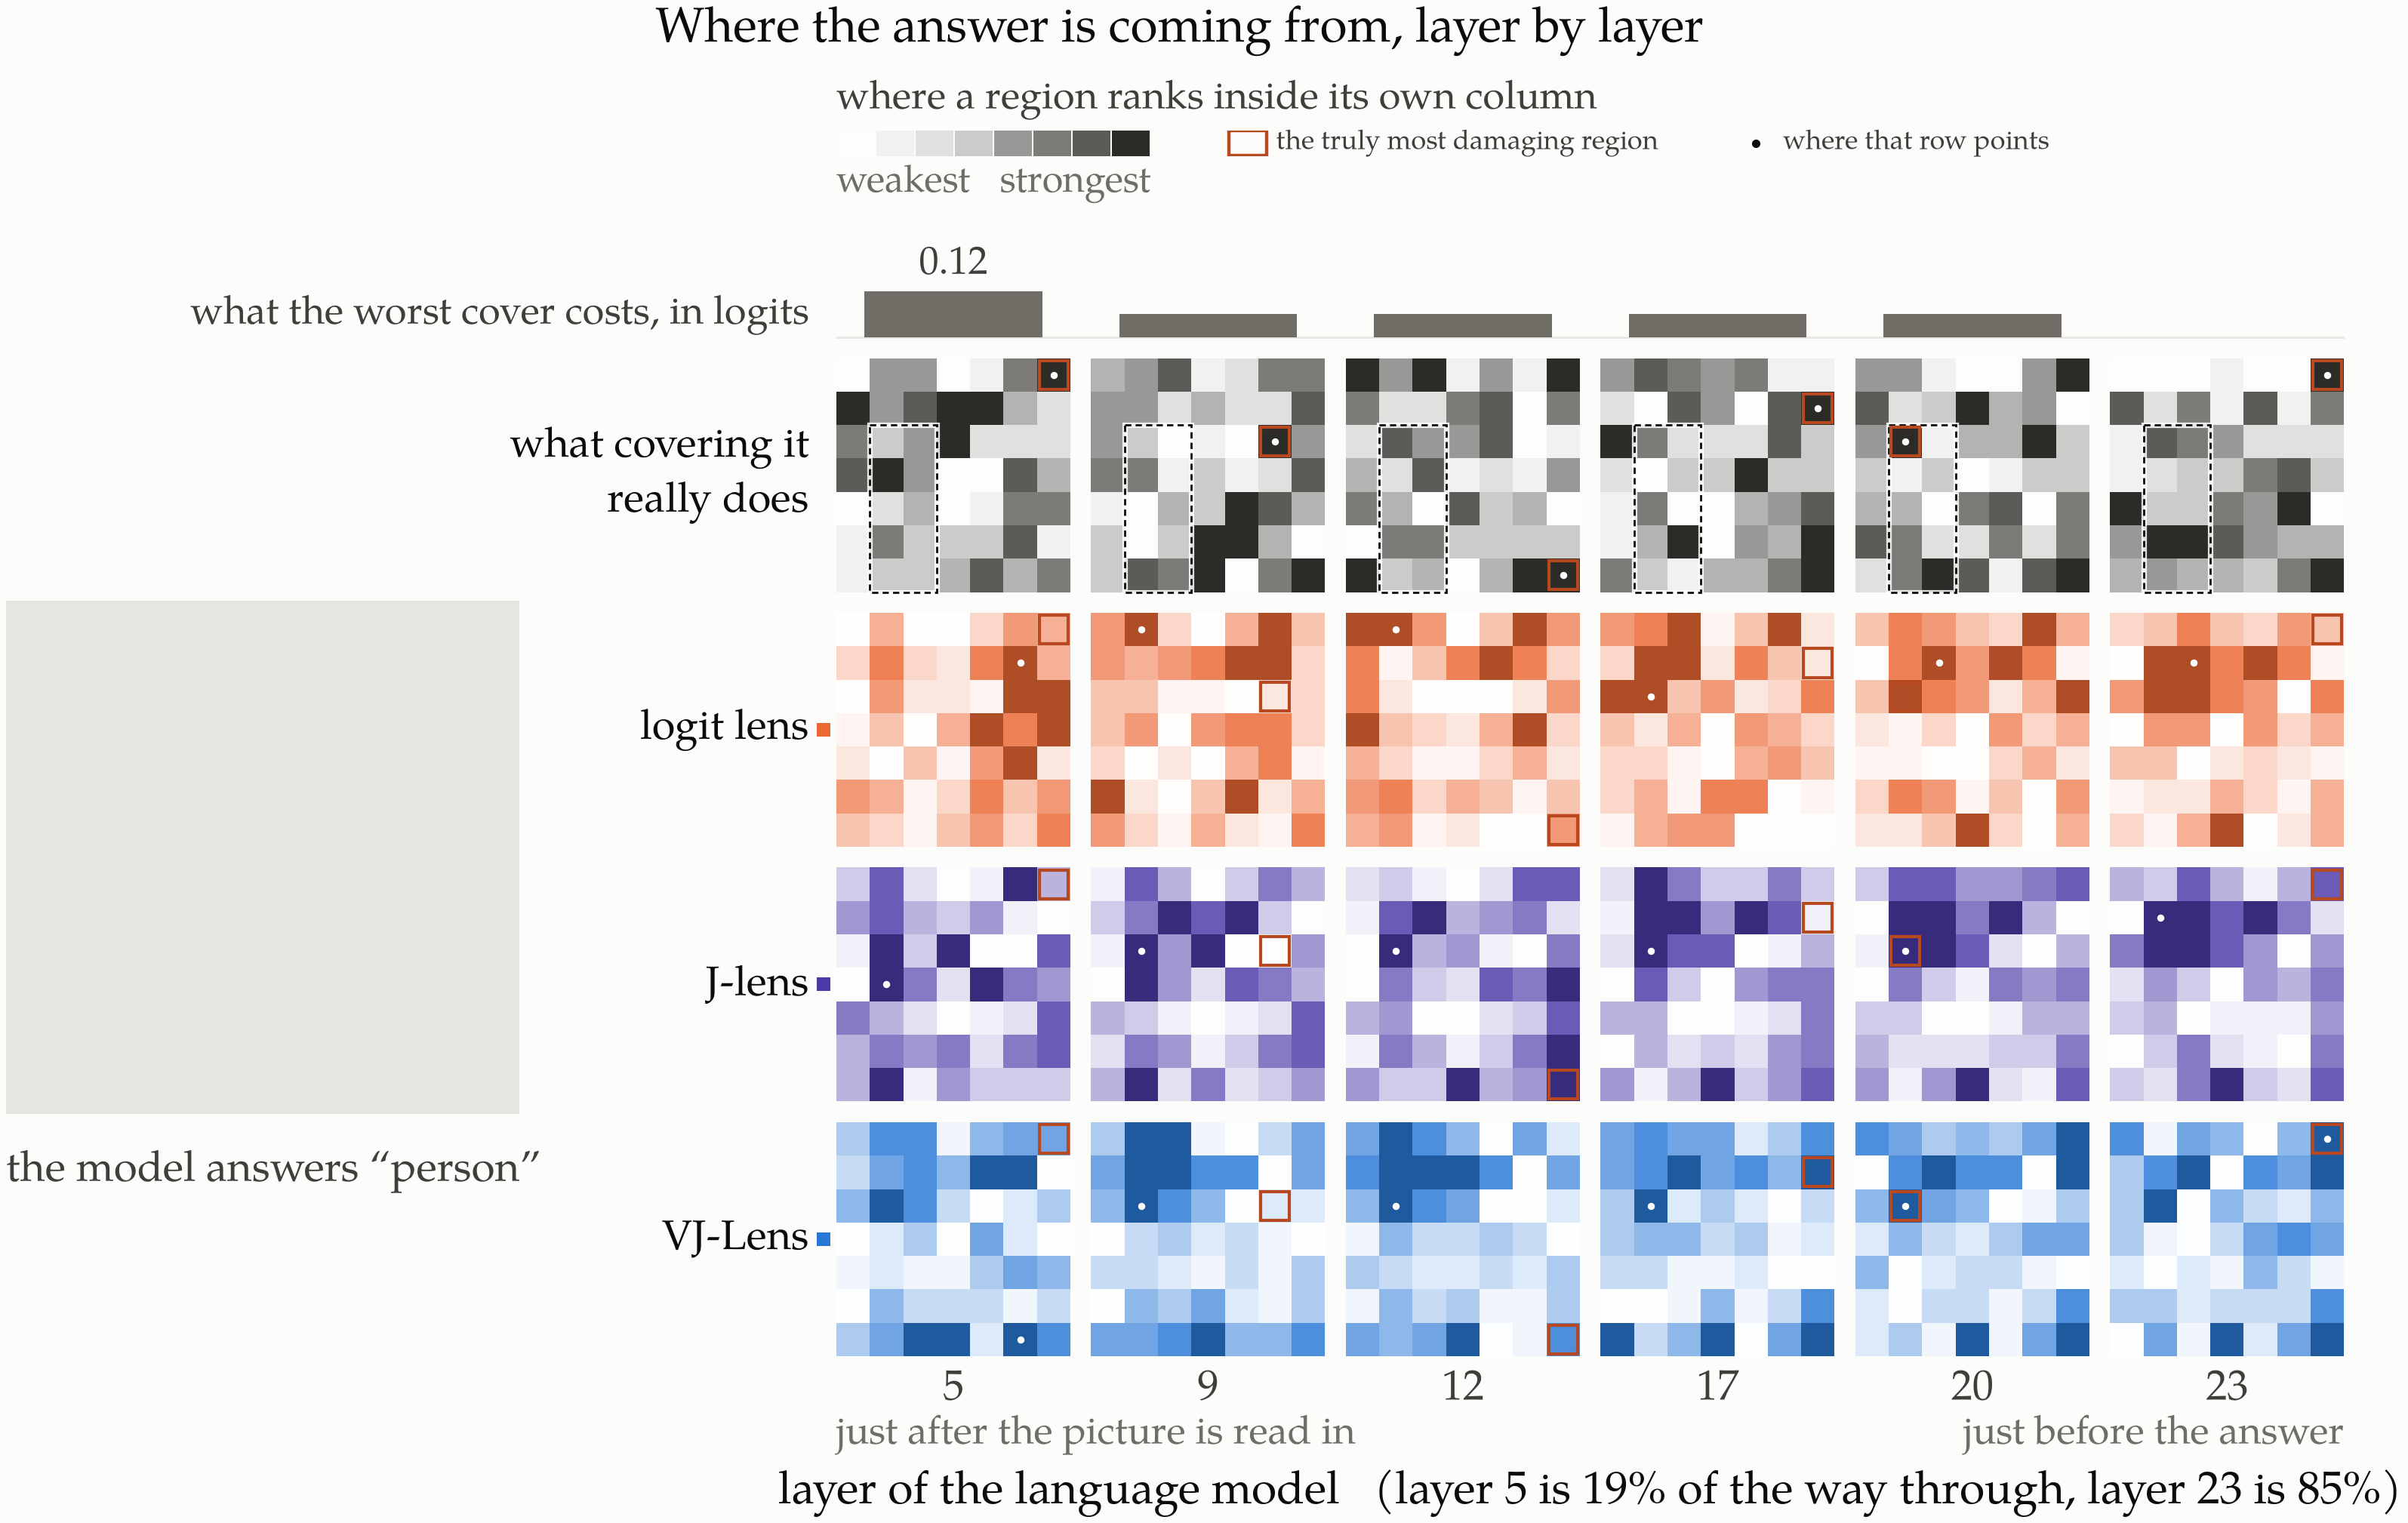 Where the answer is coming from, layer by layer
where a region ranks inside its own column
weakest strongest
the truly most damaging region
where that row points
0.12
what the worst cover costs, in logits
what covering it
really does
logit lens
J-lens
VJ-Lens
the model answers “person”
5 9 12 17 20 23
just after the picture is read in
just before the answer
layer of the language model (layer 5 is 19% of the way through, layer 23 is 85%)